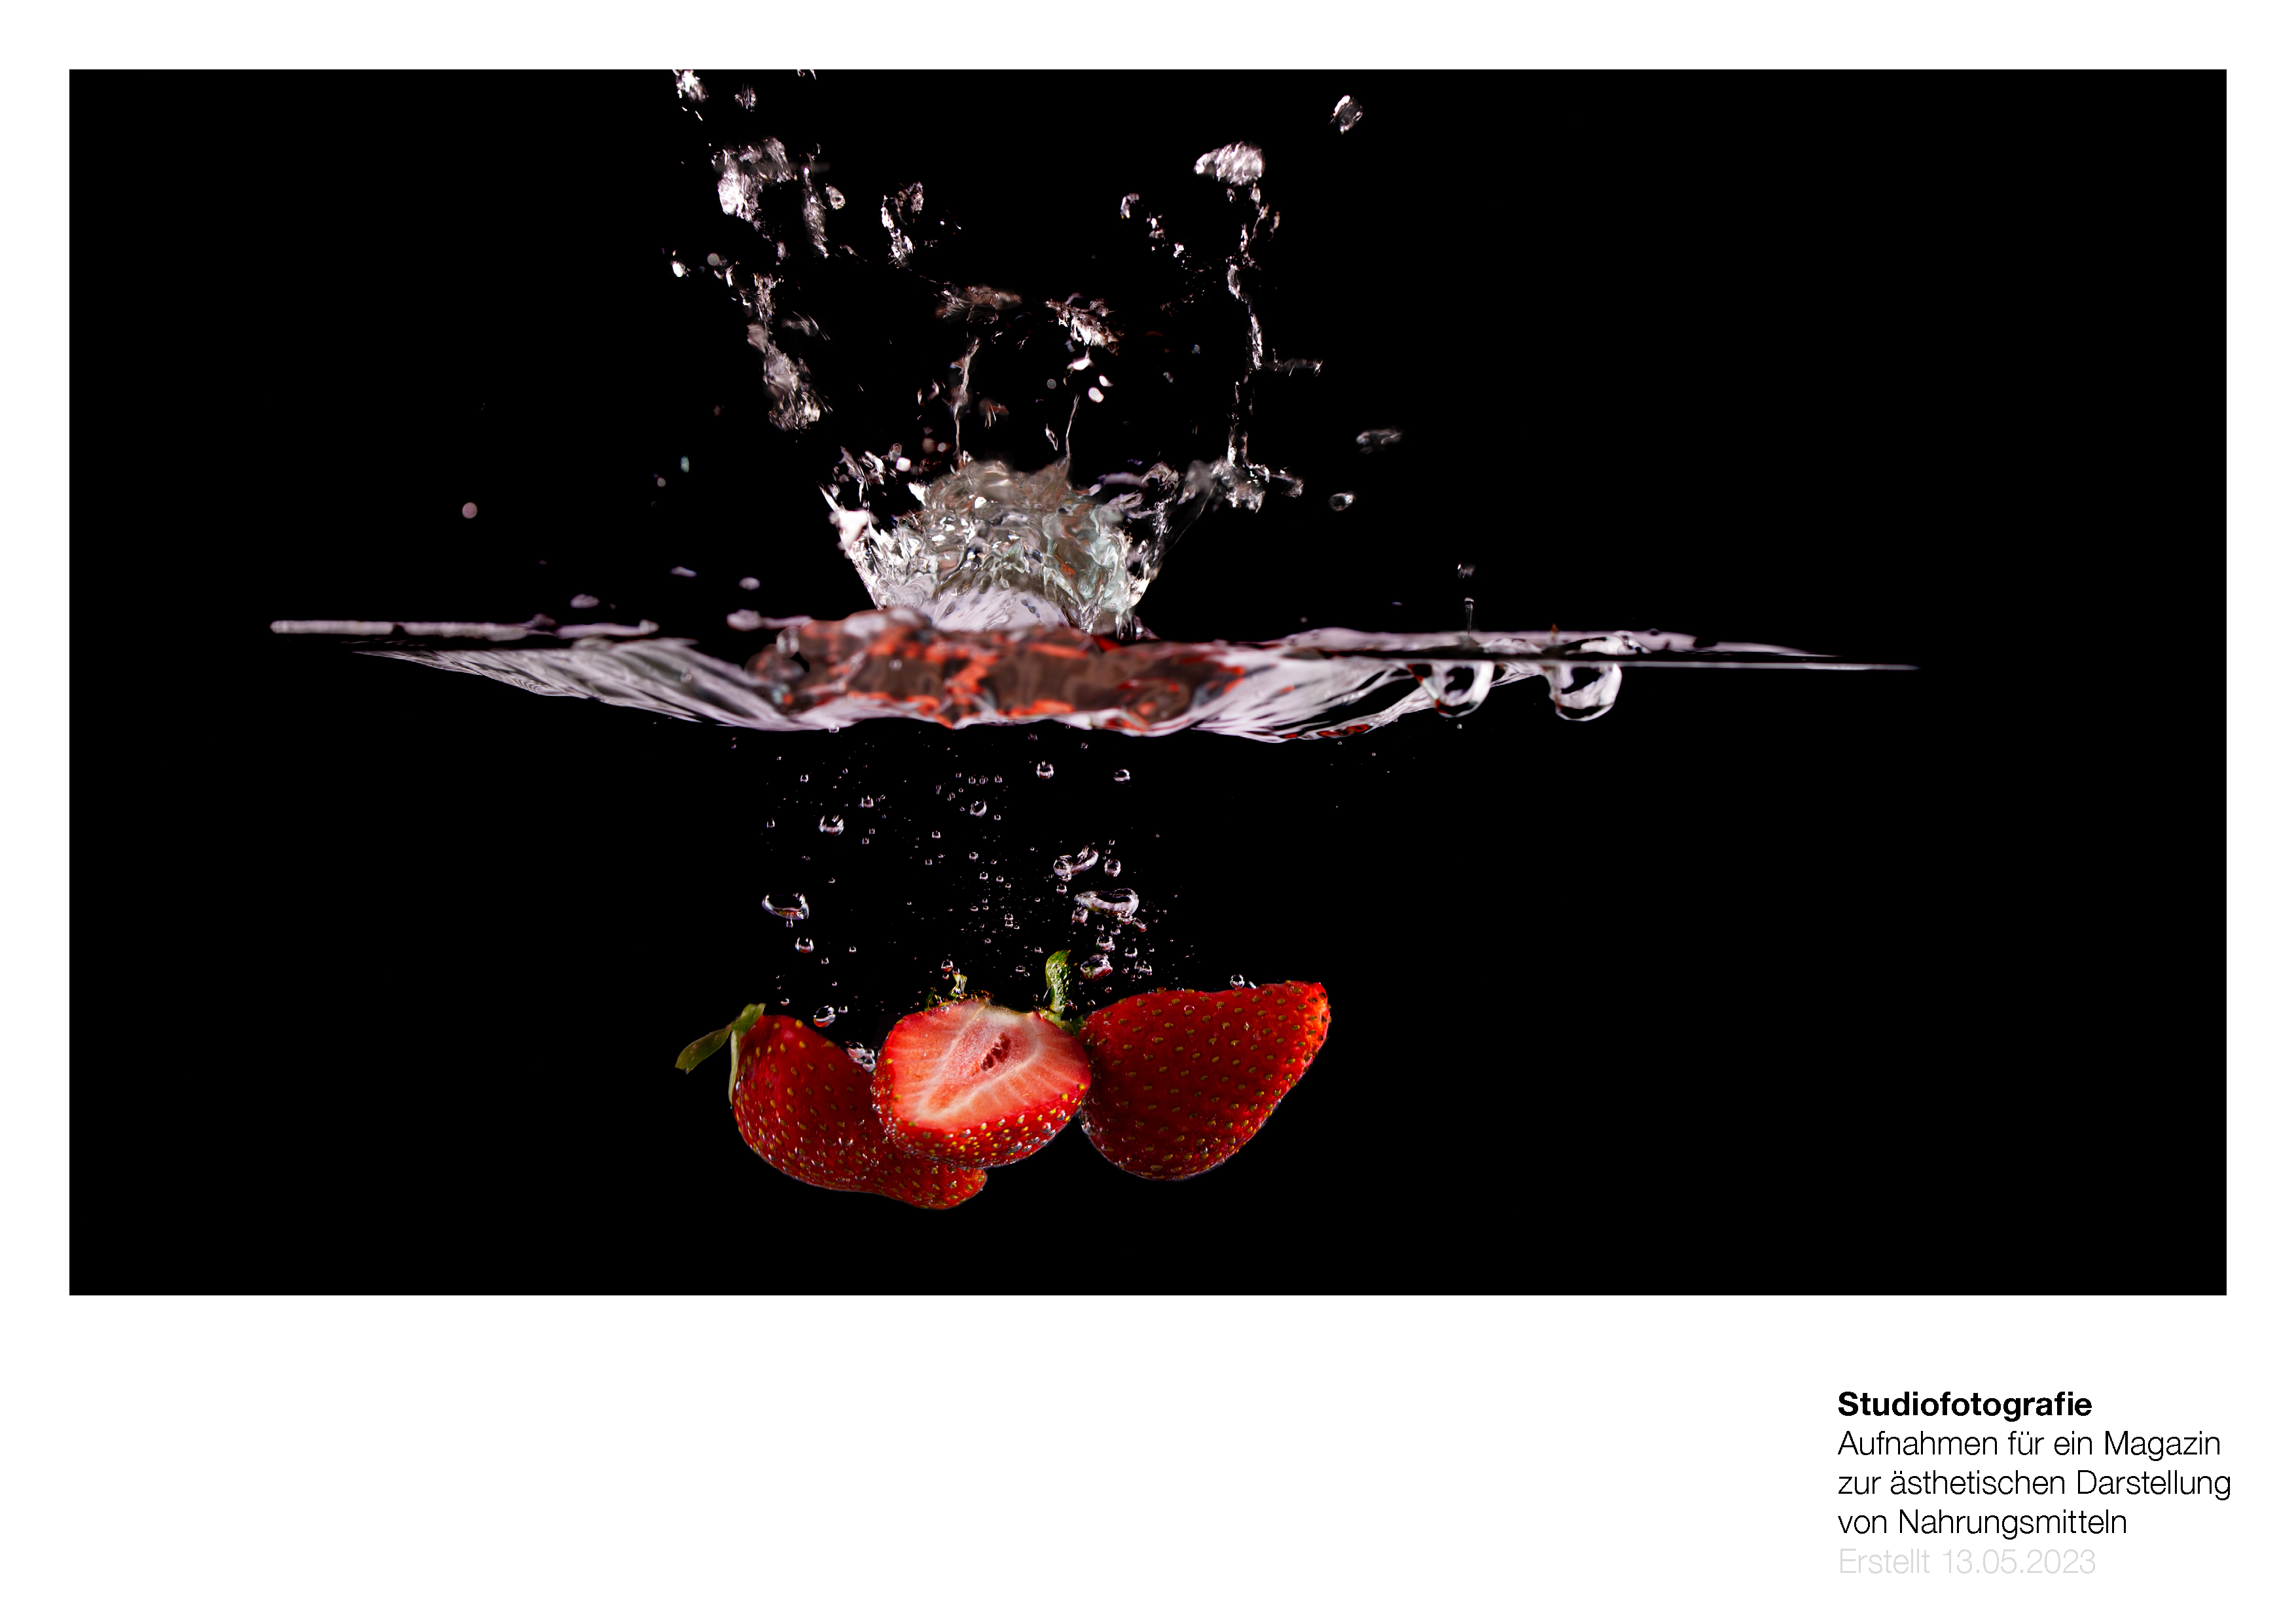 Studiofotografie
Aufnahmen für ein Magazin
zur ästhetischen Darstellung
von Nahrungsmitteln
Erstellt 13.05.2023